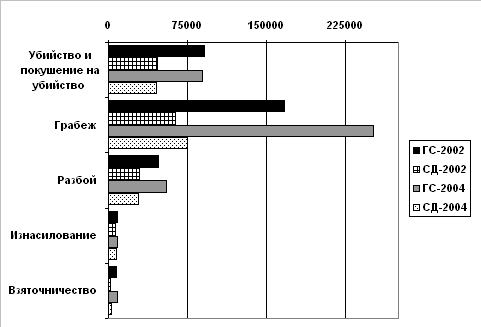 0 75000 150000 225000
Убийство и
покушение на
убийство
Грабеж
Разбой
Изнасилование
Взяточничество
ГС-2002
СД-2002
ГС-2004
СД-2004